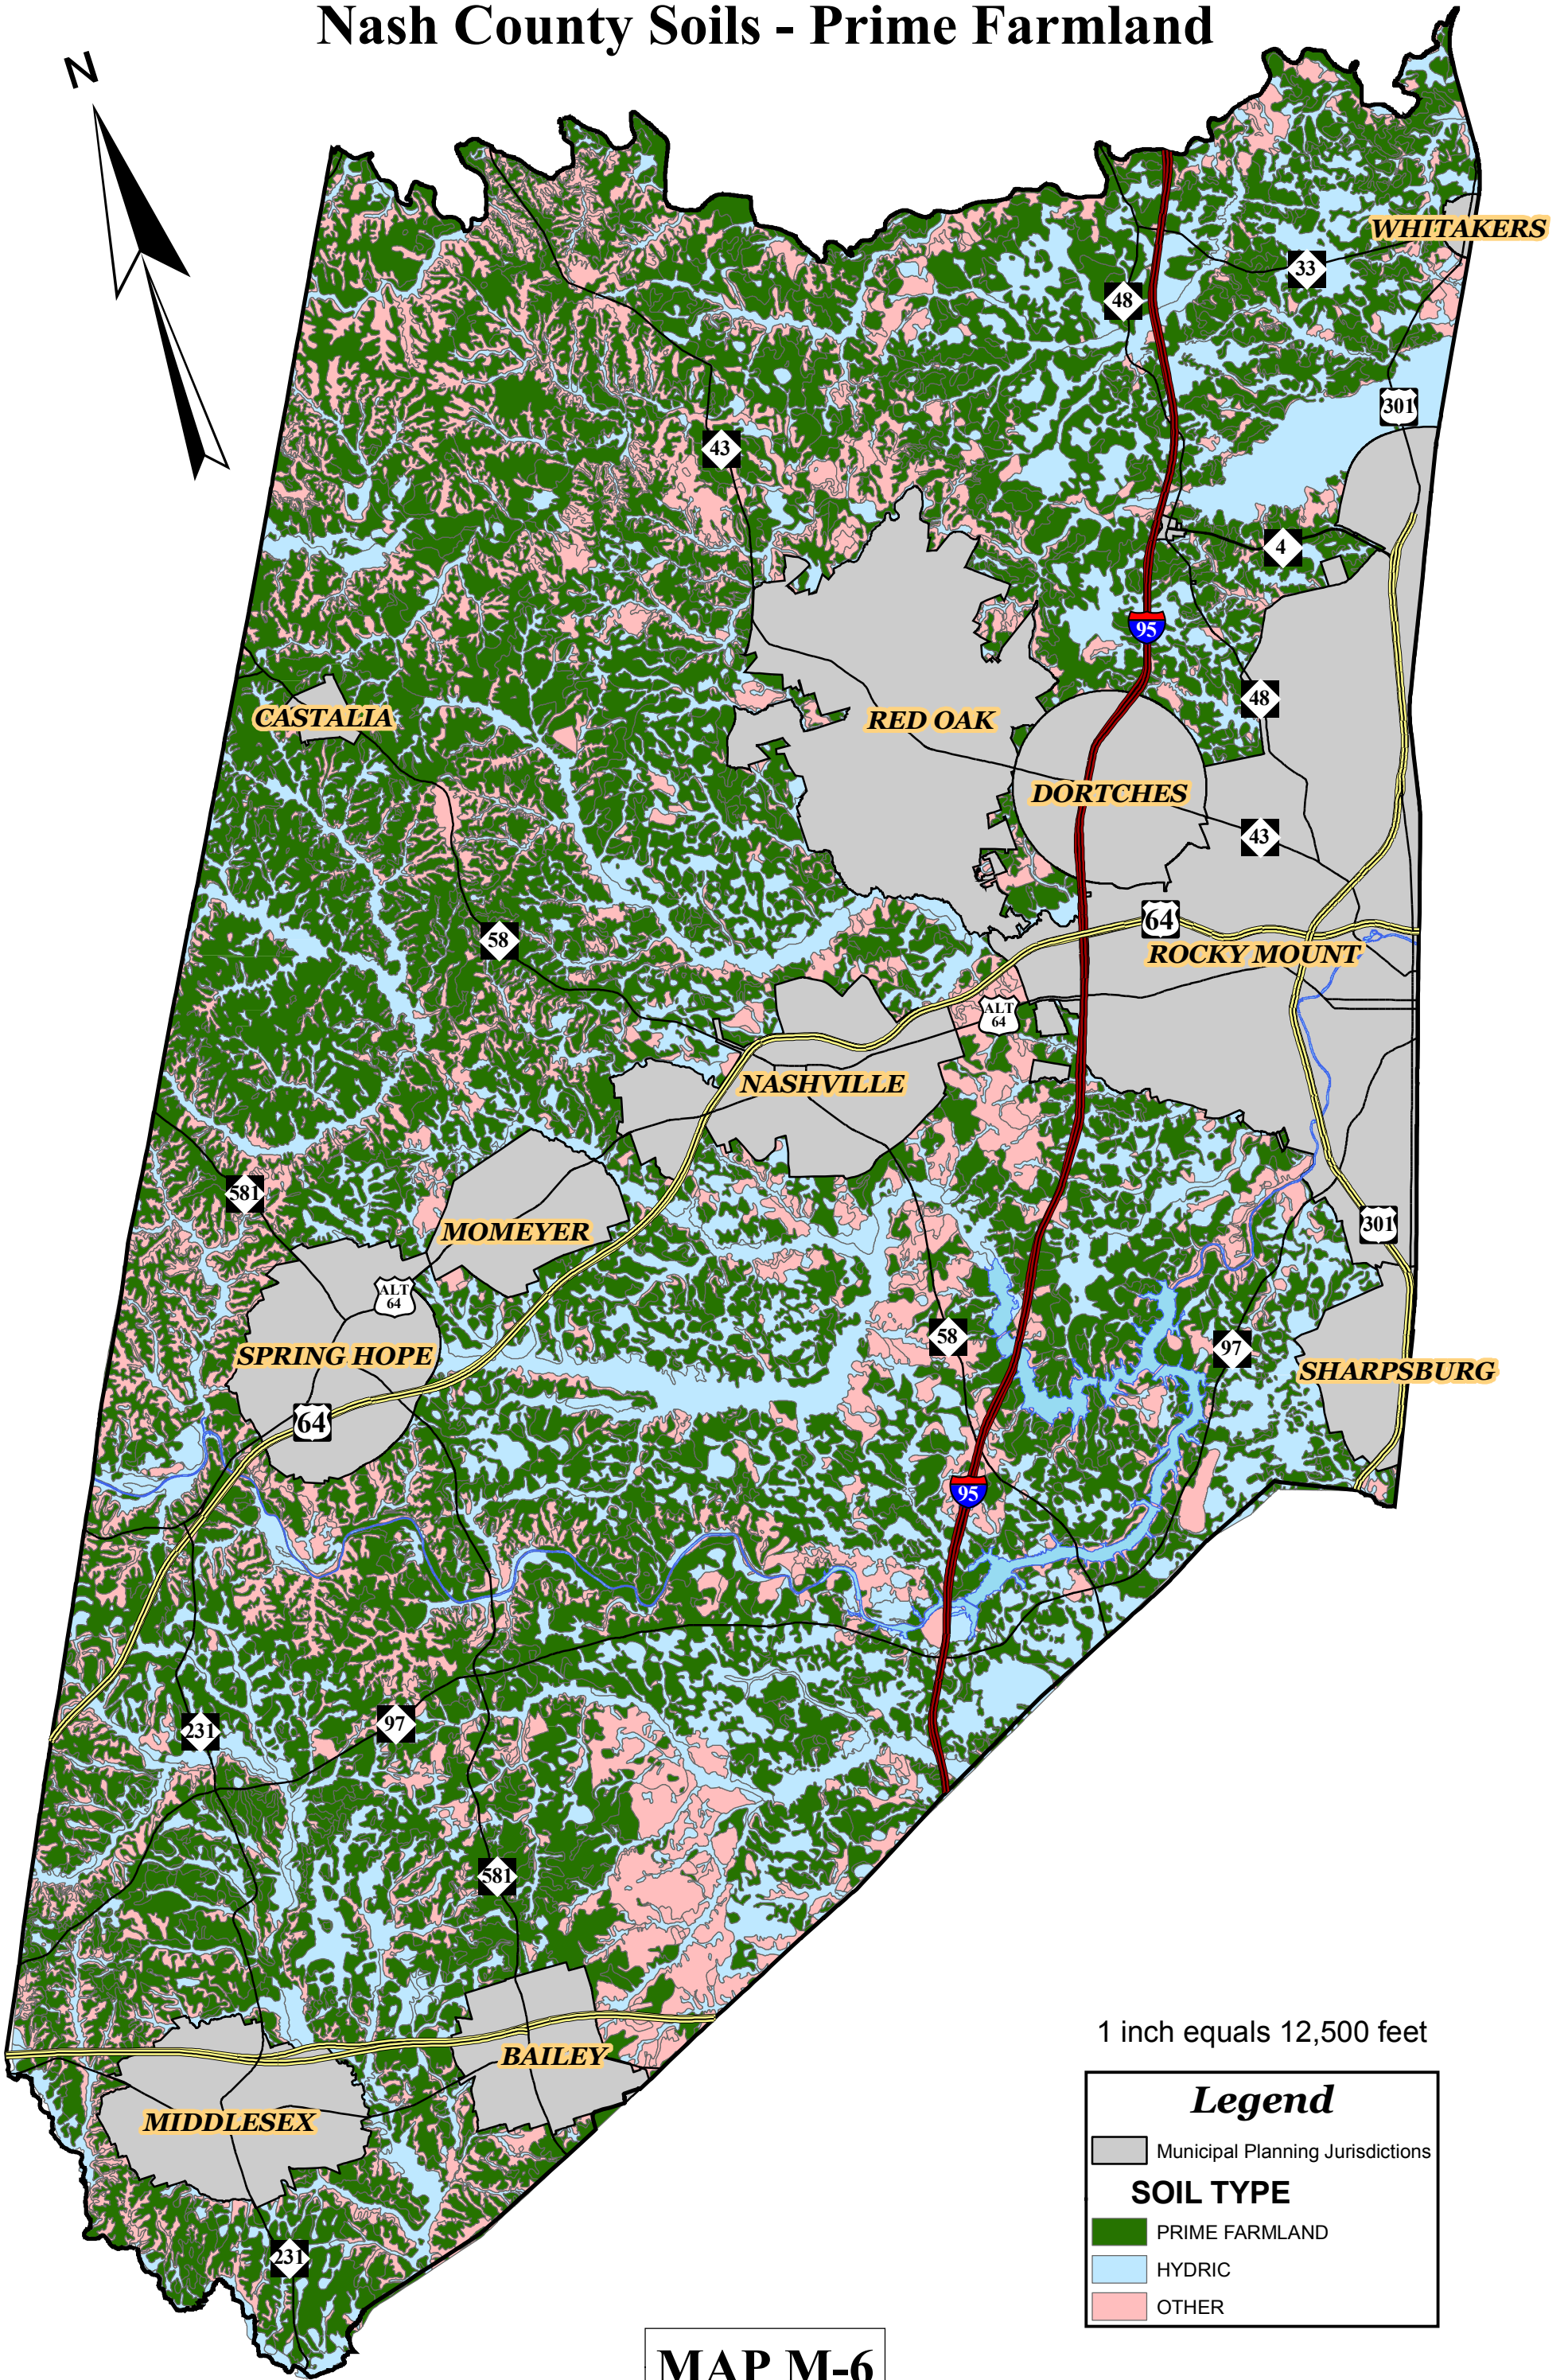 Nash County Soils - Prime Farmland
N
WHITAKERS
33
48
301
43
4
95
48
CASTALIA
RED OAK
DORTCHES
43
64
58
ROCKY MOUNT
ALT
64
NASHVILLE
581
MOMEYER
301
ALT
64
58
97
SPRING HOPE
SHARPSBURG
64
95
231
97
581
1 inch equals 12,500 feet
BAILEY
Legend
MIDDLESEX
Municipal Planning Jurisdictions
SOIL TYPE
PRIME FARMLAND
231
HYDRIC
OTHER
MAP M-6